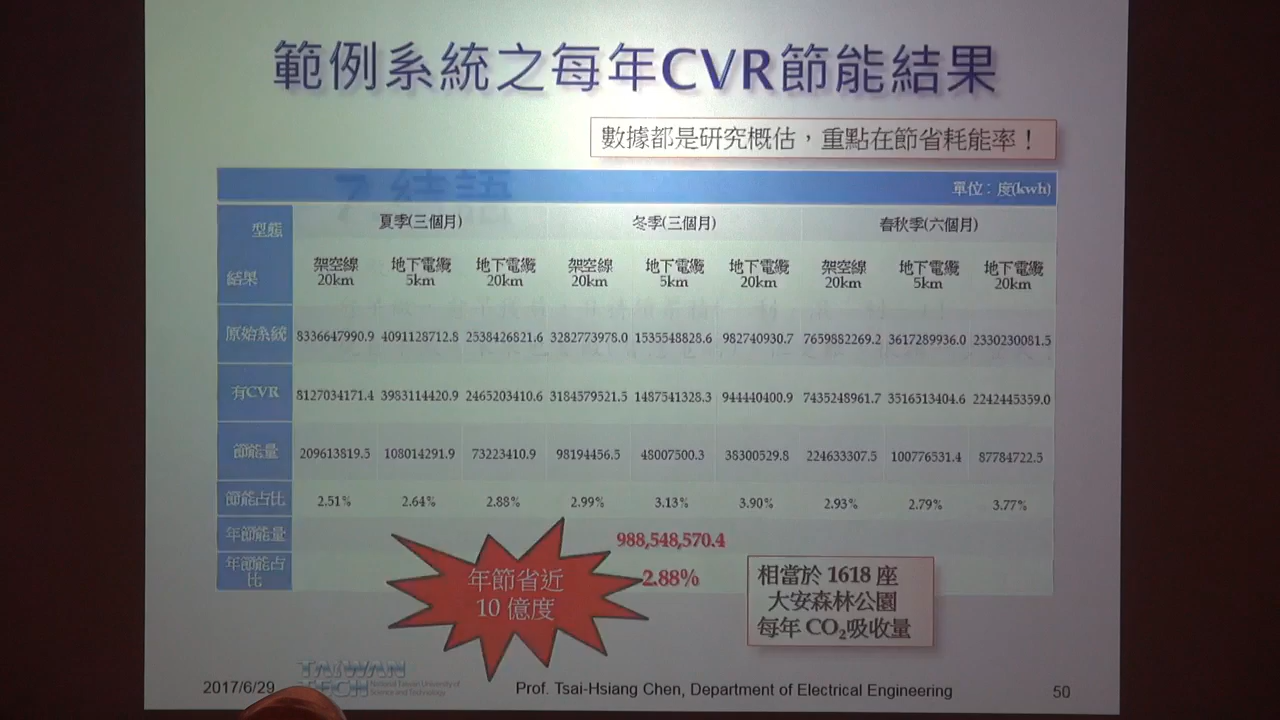 範例系統之每年CVR節能結果
數據都是研究概估，重點在節省耗能率！
單位：度(kwh)
型態 夏季(三個月) 冬季(三個月) 春秋季(六個月)
結果 架空線 20km 地下電纜 5km 地下電纜 20km 架空線 20km 地下電纜 5km 地下電纜 20km 架空線 20km 地下電纜 5km 地下電纜 20km
原始系統 8336647990.9 4091128712.8 2538426821.6 3282773978.0 1535548828.6 982740930.7 7659882269.2 3617289936.0 2330230081.5
有CVR 8127034171.4 3983114420.9 2465203410.6 3184579521.5 1487541328.3 944440400.9 7435248961.7 3516513404.6 2242445359.0
節能量 209613819.5 108014291.9 73223410.9 98194456.5 48007500.3 38300529.8 224633307.5 100776531.4 87784722.5
節能占比 2.51% 2.64% 2.88% 2.99% 3.13% 3.90% 2.93% 2.79% 3.77%
年節能量 988,548,570.4
年節能占比 2.88%
年節省近
10 億度
相當於 1618 座
大安森林公園
每年 CO₂吸收量
2017/6/29
TAIWAN
TECH National Taiwan University of
Science and Technology
Prof. Tsai-Hsiang Chen, Department of Electrical Engineering
50
7.結語